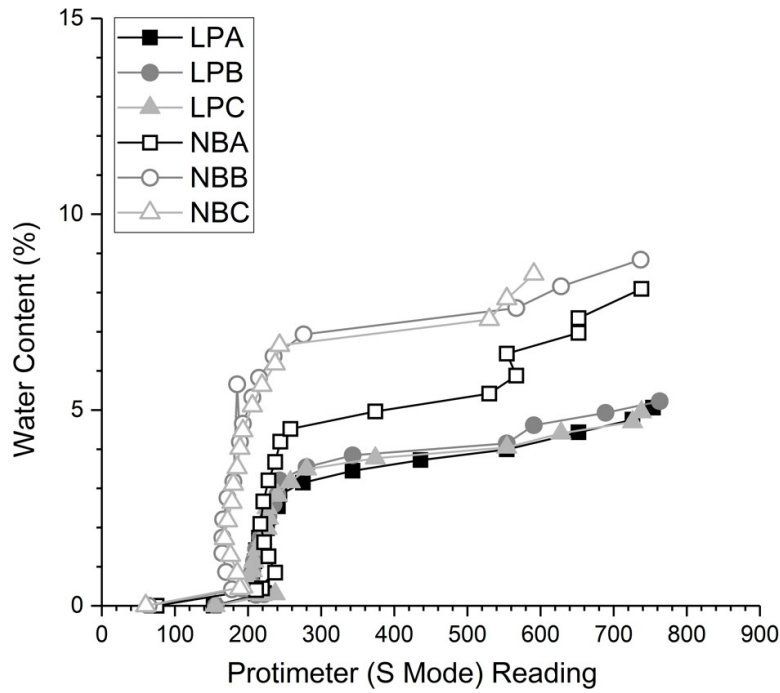 15
LPA
LPB
LPC
NBA
NBB
NBC
10
5
0
Water Content (%)
0 100 200 300 400 500 600 700 800 900
Protimeter (S Mode) Reading